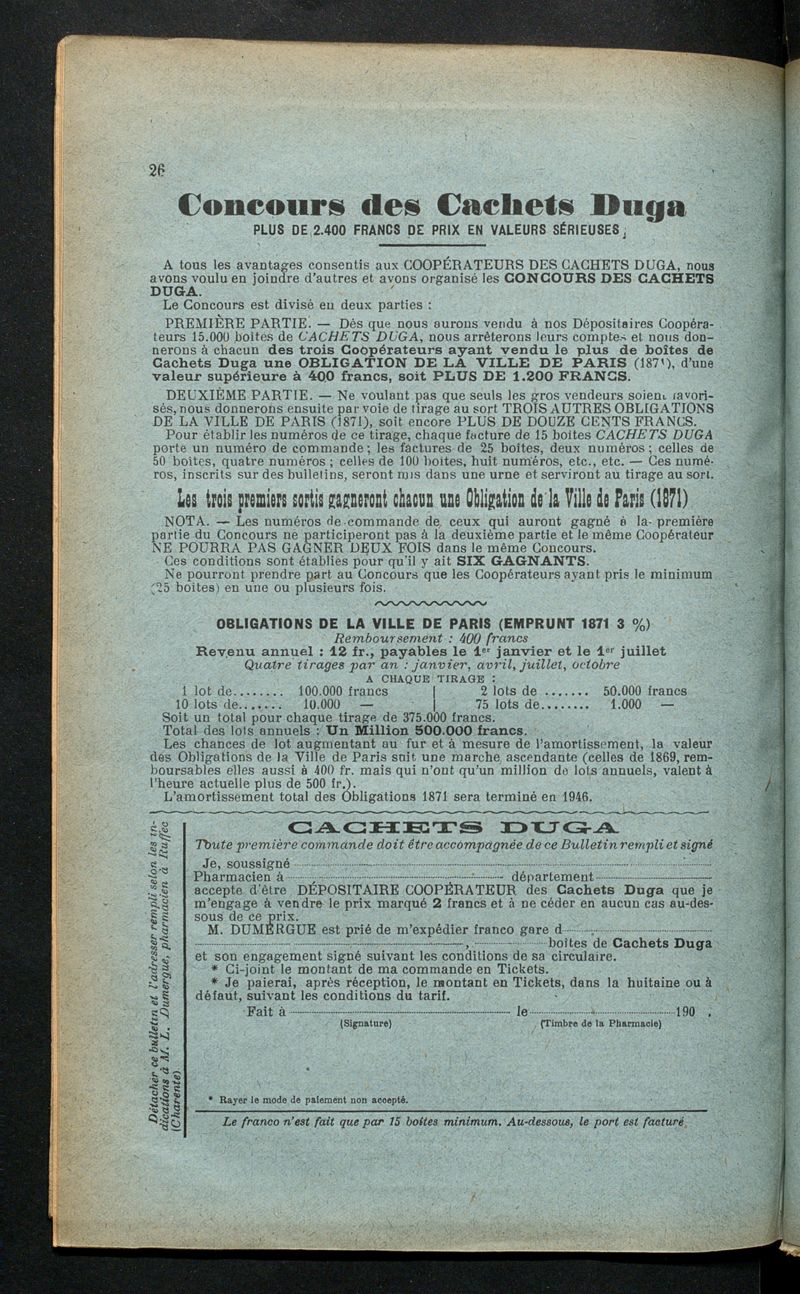 26
Concours des Cachets Duga
PLUS DE 2.400 FRANCS DE PRIX EN VALEURS SÉRIEUSES
A tous les avantages consentis aux COOPÉRATEURS DES CACHETS DUGA, nous
avons voulu en joindre d'autres et avons organisé les CONCOURS DES CACHETS
DUGA.
Le Concours est divisé en deux parties :
PREMIÈRE PARTIE. — Dès que nous aurons vendu à nos Dépositaires Coopéra-
teurs 15.000 boites de CACHETS DUGA, nous arrêterons leurs comptes et nous don-
nerons à chacun des trois Coopérateurs ayant vendu le plus de boîtes de
Cachets Duga une OBLIGATION DE LA VILLE DE PARIS (1871), d'une
valeur supérieure à 400 francs, soit PLUS DE 1.200 FRANCS.
DEUXIÈME PARTIE. — Ne voulant pas que seuls les gros vendeurs soient favori-
sés, nous donnerons ensuite par voie de tirage au sort TROIS AUTRES OBLIGATIONS
DE LA VILLE DE PARIS (1871), soit encore PLUS DE DOUZE CENTS FRANCS.
Pour établir les numéros de ce tirage, chaque facture de 15 boites CACHETS DUGA
porte un numéro de commande ; les factures de 25 boîtes, deux numéros ; celles de
50 boîtes, quatre numéros ; celles de 100 boites, huit numéros, etc., etc. — Ces numé-
ros, inscrits sur des bulletins, seront mis dans une urne et serviront au tirage au sort.
Les trois premiers sortis gagneront chacun une Obligation de la Ville de Paris (1871)
NOTA. — Les numéros de commande de ceux qui auront gagné à la première
partie du Concours ne participeront pas à la deuxième partie et le même Coopérateur
NE POURRA PAS GAGNER DEUX FOIS dans le même Concours.
Ces conditions sont établies pour qu'il y ait SIX GAGNANTS.
Ne pourront prendre part au Concours que les Coopérateurs ayant pris le minimum
(25 boîtes) en une ou plusieurs fois.
OBLIGATIONS DE LA VILLE DE PARIS (EMPRUNT 1871 3 %)
Remboursement : 400 francs
Revenu annuel : 12 fr., payables le 1er janvier et le 1er juillet
Quatre tirages par an : janvier, avril, juillet, octobre
A CHAQUE TIRAGE :
1 lot de........ 100.000 francs | 2 lots de ....... 50.000 francs
10 lots de....... 10.000 — | 75 lots de........ 1.000 —
Soit un total pour chaque tirage de 375.000 francs.
Total des lots annuels : Un Million 500.000 francs.
Les chances de lot augmentant au fur et à mesure de l'amortissement, la valeur
des Obligations de la Ville de Paris suit une marche ascendante (celles de 1869, rem-
boursables elles aussi à 400 fr. mais qui n'ont qu'un million de lots annuels, valent à
l'heure actuelle plus de 500 fr.).
L'amortissement total des Obligations 1871 sera terminé en 1946.
Détacher ce bulletin et l'adresser rempli selon les in-
dications à M. L. Dumergue, pharmacien à Ruffec
(Charente)
CACHETS DUGA
Toute première commande doit être accompagnée de ce Bulletin rempli et signé
Je, soussigné
Pharmacien à département
accepte d'être DÉPOSITAIRE COOPÉRATEUR des Cachets Duga que je
m'engage à vendre le prix marqué 2 francs et à ne céder en aucun cas au-des-
sous de ce prix.
M. DUMERGUE est prié de m'expédier franco gare d
, boites de Cachets Duga
et son engagement signé suivant les conditions de sa circulaire.
* Ci-joint le montant de ma commande en Tickets.
* Je paierai, après réception, le montant en Tickets, dans la huitaine ou à
défaut, suivant les conditions du tarif.
Fait à le 190 .
(Signature) (Timbre de la Pharmacie)
* Rayer le mode de paiement non accepté.
Le franco n'est fait que par 15 boîtes minimum. Au-dessous, le port est facturé